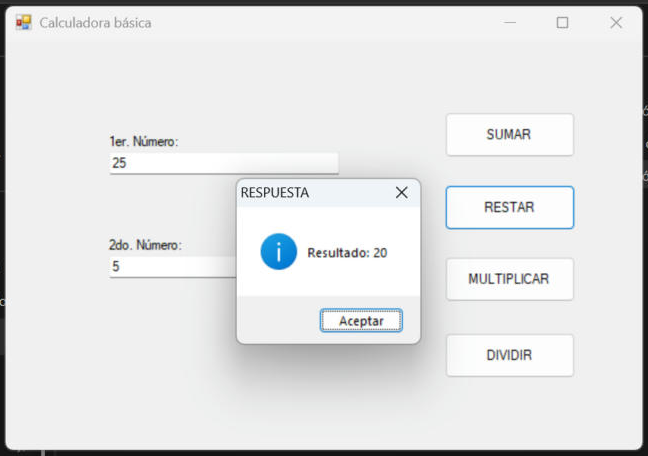 Calculadora básica
1er. Número:
25
2do. Número:
5
SUMAR
RESTAR
MULTIPLICAR
DIVIDIR
RESPUESTA
Resultado: 20
Aceptar